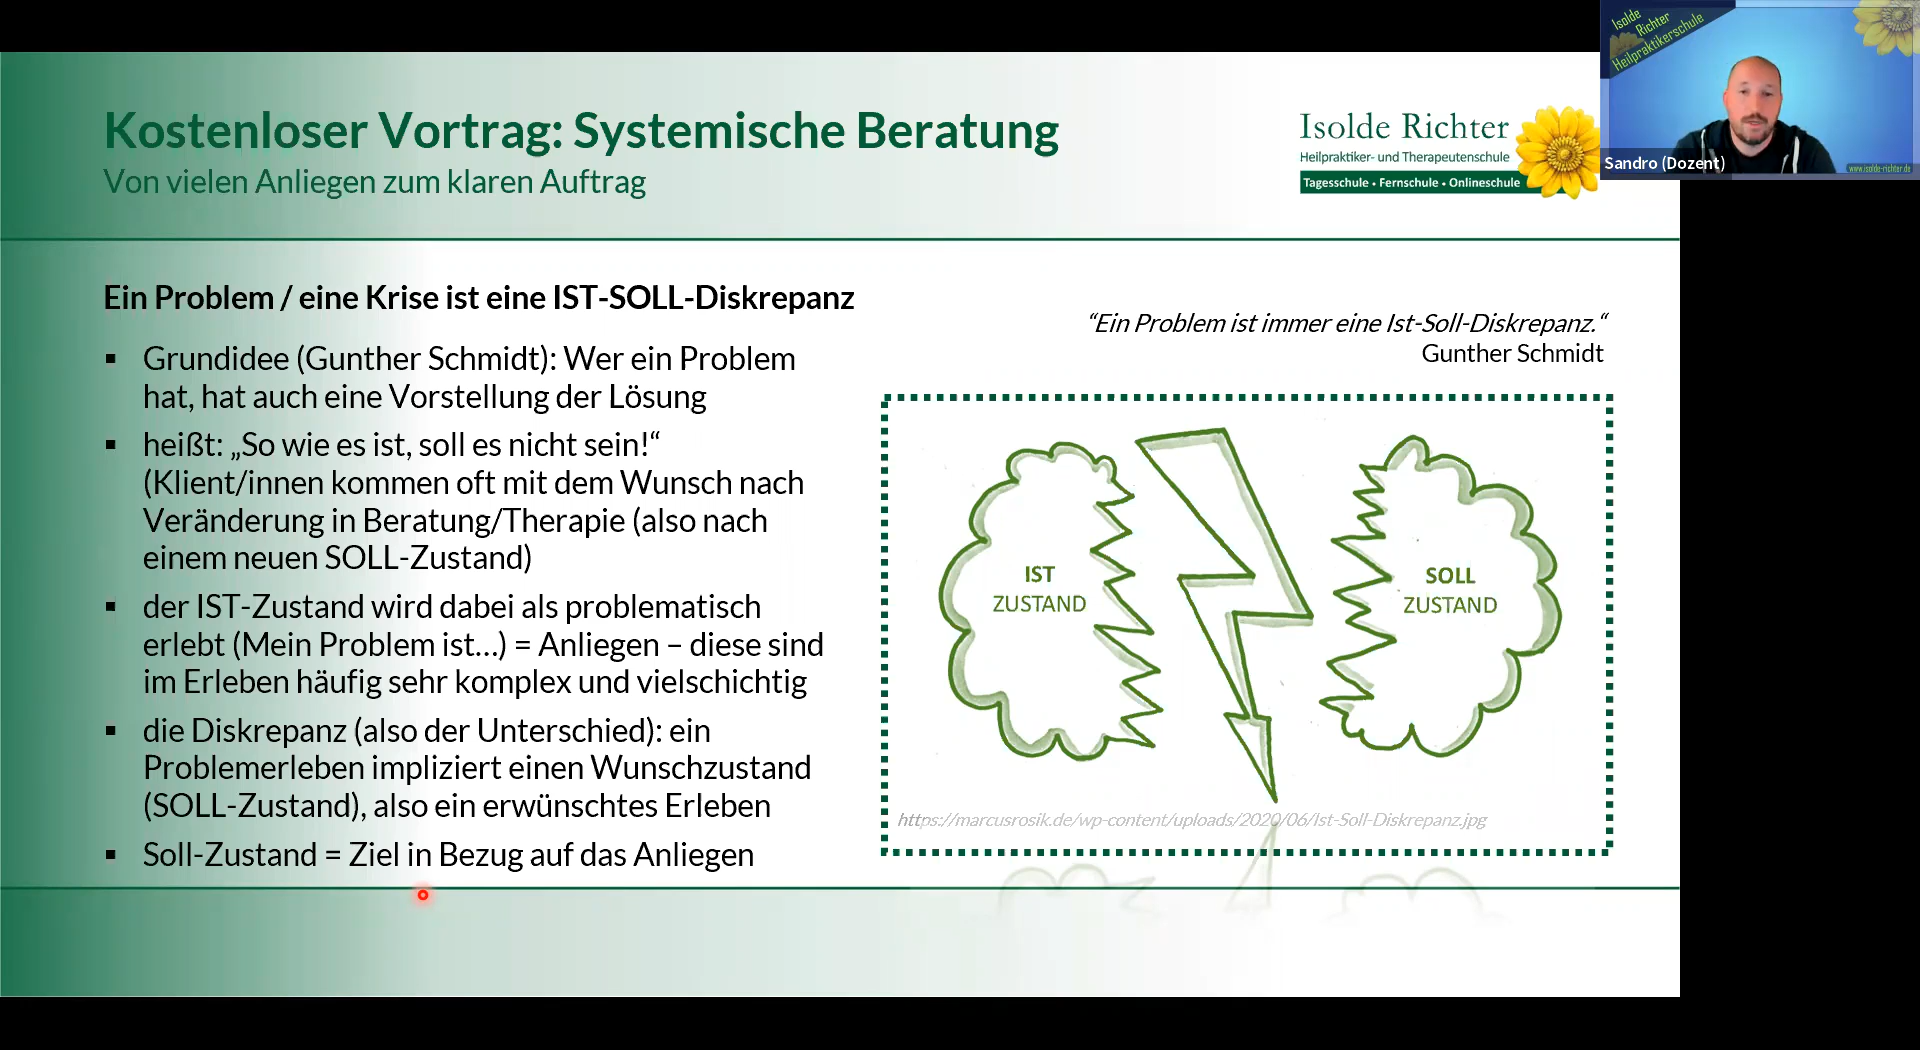 Kostenloser Vortrag: Systemische Beratung
Von vielen Anliegen zum klaren Auftrag
Isolde Richter
Heilpraktiker- und Therapeutenschule
Tagesschule • Fernschule • Onlineschule
Isolde
Richter
Heilpraktikerschule
Sandro (Dozent)
www.isolde-richter.de
Ein Problem / eine Krise ist eine IST-SOLL-Diskrepanz
▪ Grundidee (Gunther Schmidt): Wer ein Problem
hat, hat auch eine Vorstellung der Lösung
▪ heißt: „So wie es ist, soll es nicht sein!“
(Klient/innen kommen oft mit dem Wunsch nach
Veränderung in Beratung/Therapie (also nach
einem neuen SOLL-Zustand)
▪ der IST-Zustand wird dabei als problematisch
erlebt (Mein Problem ist...) = Anliegen – diese sind
im Erleben häufig sehr komplex und vielschichtig
▪ die Diskrepanz (also der Unterschied): ein
Problemerleben impliziert einen Wunschzustand
(SOLL-Zustand), also ein erwünschtes Erleben
▪ Soll-Zustand = Ziel in Bezug auf das Anliegen
“Ein Problem ist immer eine Ist-Soll-Diskrepanz.“
Gunther Schmidt
IST
ZUSTAND
SOLL
ZUSTAND
https://marcusrosik.de/wp-content/uploads/2020/06/Ist-Soll-Diskrepanz.jpg